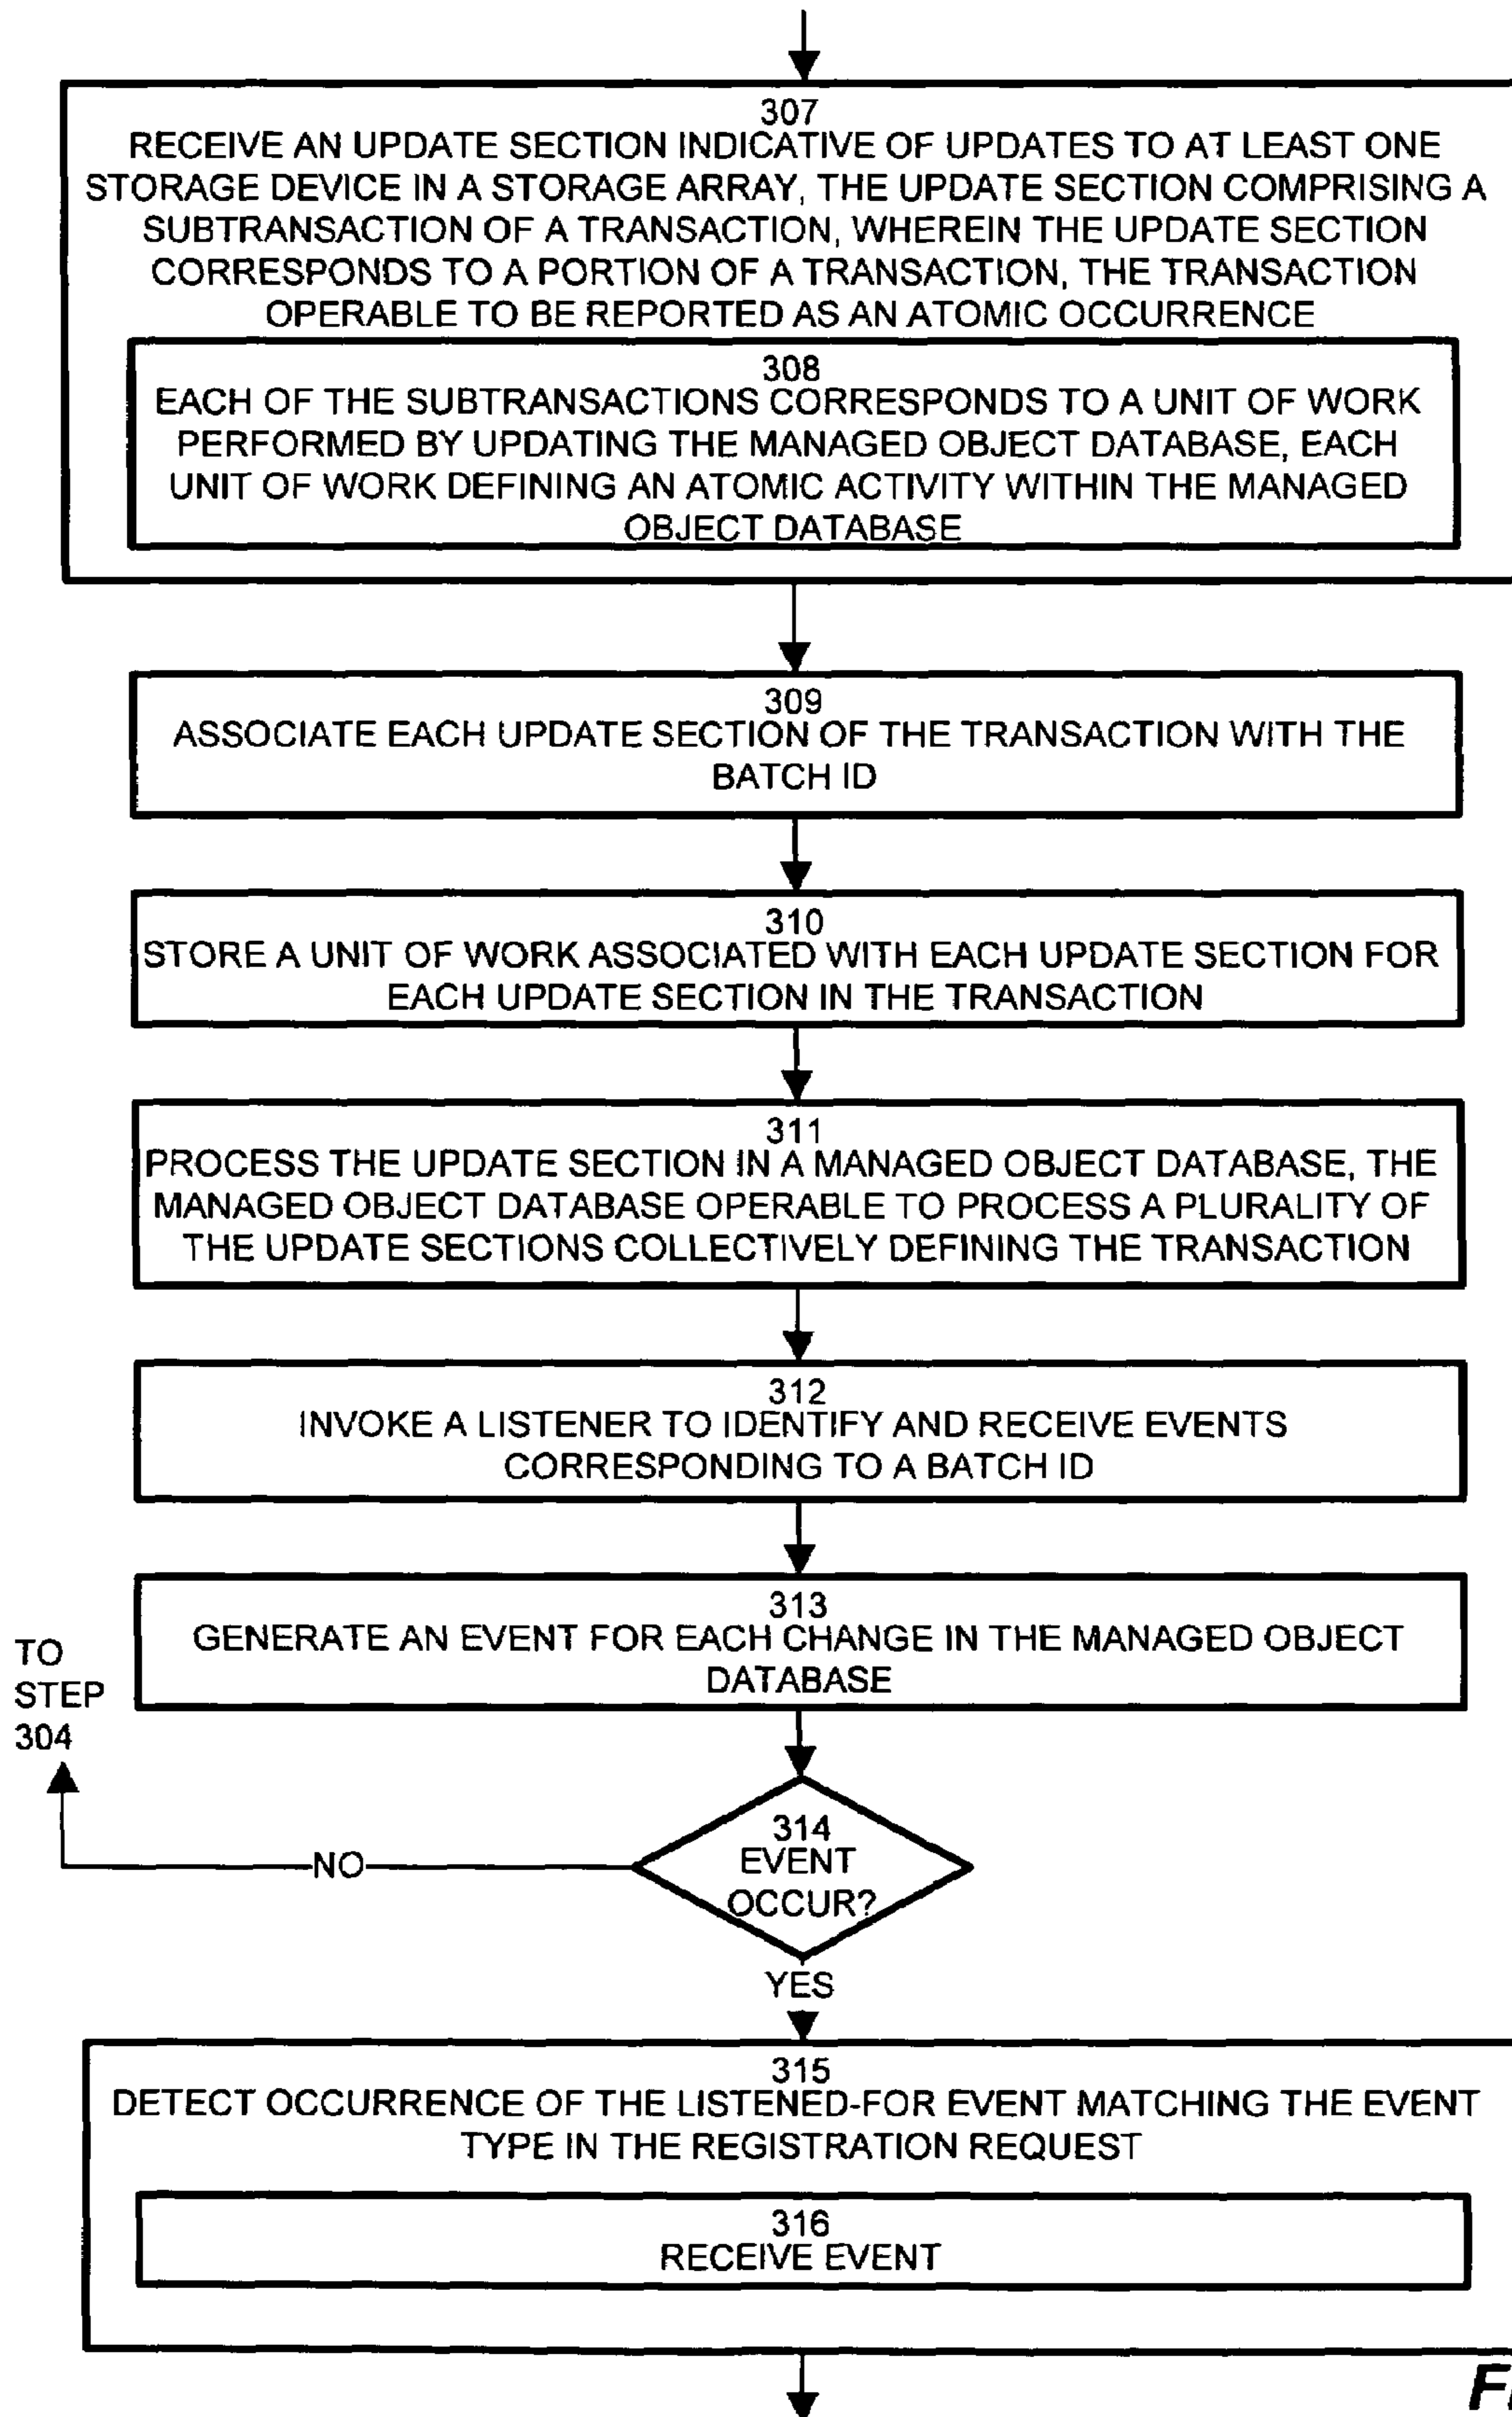 307
RECEIVE AN UPDATE SECTION INDICATIVE OF UPDATES TO AT LEAST ONE
STORAGE DEVICE IN A STORAGE ARRAY, THE UPDATE SECTION COMPRISING A
SUBTRANSACTION OF A TRANSACTION, WHEREIN THE UPDATE SECTION
CORRESPONDS TO A PORTION OF A TRANSACTION, THE TRANSACTION
OPERABLE TO BE REPORTED AS AN ATOMIC OCCURRENCE
308
EACH OF THE SUBTRANSACTIONS CORRESPONDS TO A UNIT OF WORK
PERFORMED BY UPDATING THE MANAGED OBJECT DATABASE, EACH
UNIT OF WORK DEFINING AN ATOMIC ACTIVITY WITHIN THE MANAGED
OBJECT DATABASE
309
ASSOCIATE EACH UPDATE SECTION OF THE TRANSACTION WITH THE
BATCH ID
310
STORE A UNIT OF WORK ASSOCIATED WITH EACH UPDATE SECTION FOR
EACH UPDATE SECTION IN THE TRANSACTION
311
PROCESS THE UPDATE SECTION IN A MANAGED OBJECT DATABASE, THE
MANAGED OBJECT DATABASE OPERABLE TO PROCESS A PLURALITY OF
THE UPDATE SECTIONS COLLECTIVELY DEFINING THE TRANSACTION
312
INVOKE A LISTENER TO IDENTIFY AND RECEIVE EVENTS
CORRESPONDING TO A BATCH ID
313
GENERATE AN EVENT FOR EACH CHANGE IN THE MANAGED OBJECT
DATABASE
TO
STEP
304
314
EVENT
OCCUR?
NO
YES
315
DETECT OCCURRENCE OF THE LISTENED-FOR EVENT MATCHING THE EVENT
TYPE IN THE REGISTRATION REQUEST
316
RECEIVE EVENT